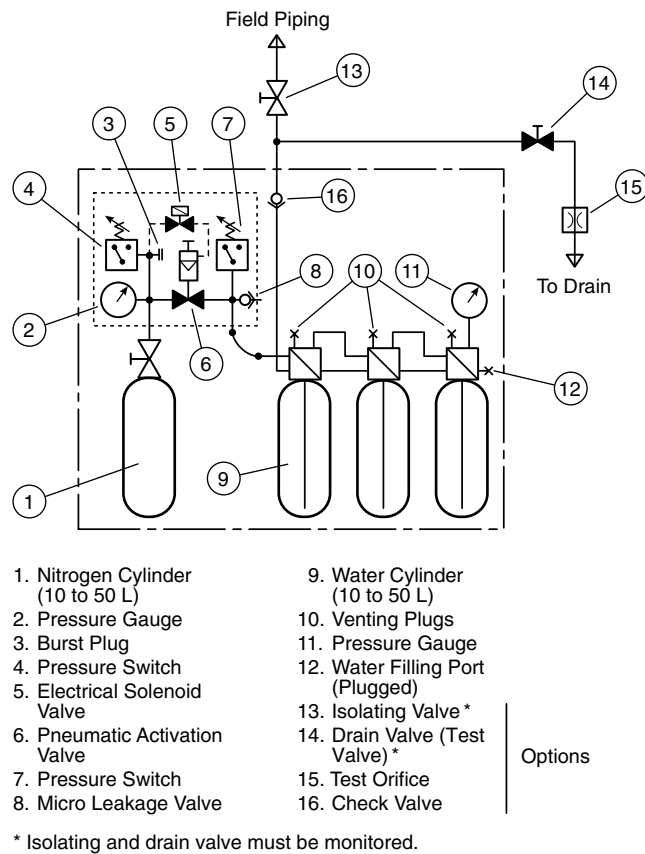 Field Piping
13
14
3
5
7
4
16
15
8
10
11
To Drain
2
6
12
1
9
1. Nitrogen Cylinder
(10 to 50 L)
2. Pressure Gauge
3. Burst Plug
4. Pressure Switch
5. Electrical Solenoid
Valve
6. Pneumatic Activation
Valve
7. Pressure Switch
8. Micro Leakage Valve
9. Water Cylinder
(10 to 50 L)
10. Venting Plugs
11. Pressure Gauge
12. Water Filling Port
(Plugged)
13. Isolating Valve *
14. Drain Valve (Test
Valve) *
15. Test Orifice
16. Check Valve
Options
* Isolating and drain valve must be monitored.